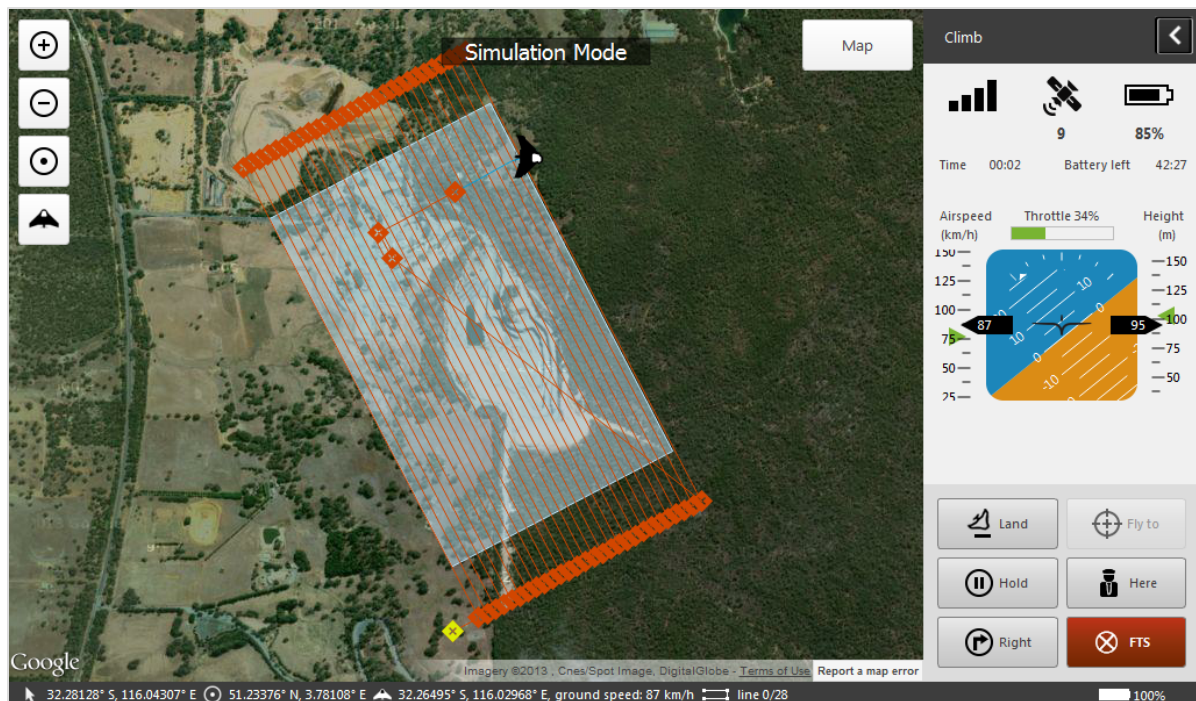 Simulation Mode
Map
Climb
9
85%
Time 00:02 Battery left 42:27
Airspeed (km/h)
Throttle 34%
Height (m)
150
125
100
75
50
25
87
10
0
10
0
-10
95
150
125
100
75
50
Land
Fly to
Hold
Here
Right
FTS
Google
Imagery ©2013 , Cnes/Spot Image, DigitalGlobe - Terms of Use
Report a map error
32.28128° S, 116.04307° E 51.23376° N, 3.78108° E 32.26495° S, 116.02968° E, ground speed: 87 km/h line 0/28
100%